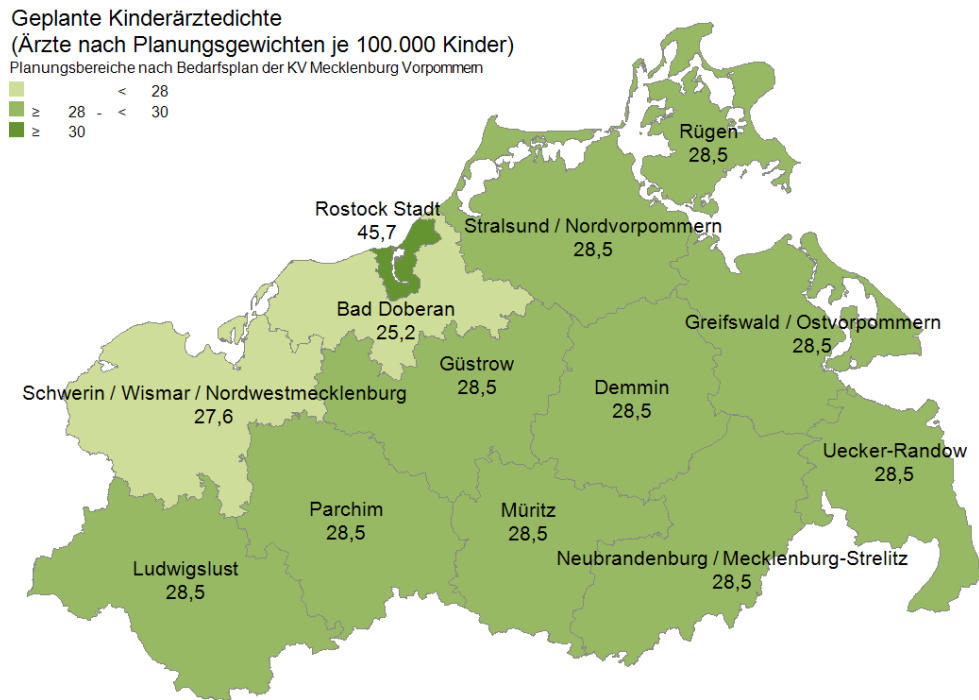 Geplante Kinderärztedichte
(Ärzte nach Planungsgewichten je 100.000 Kinder)
Planungsbereiche nach Bedarfsplan der KV Mecklenburg Vorpommern
< 28
≥ 28 - < 30
≥ 30
Rügen
28,5
Rostock Stadt
45,7
Stralsund / Nordvorpommern
28,5
Bad Doberan
25,2
Greifswald / Ostvorpommern
28,5
Güstrow
28,5
Schwerin / Wismar / Nordwestmecklenburg
27,6
Demmin
28,5
Uecker-Randow
28,5
Parchim
28,5
Müritz
28,5
Neubrandenburg / Mecklenburg-Strelitz
28,5
Ludwigslust
28,5